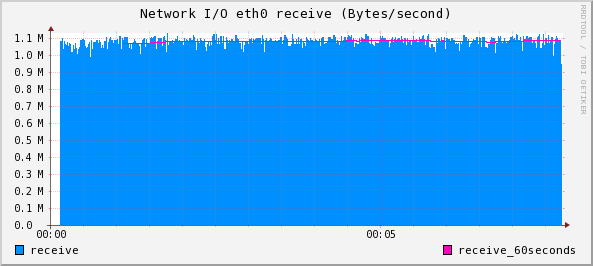 Network I/O eth0 receive (Bytes/second)
RRDTOOL / TOBI OETIKER
1.1 M
1.0 M
0.9 M
0.8 M
0.7 M
0.6 M
0.5 M
0.4 M
0.3 M
0.2 M
0.1 M
0.0
00:00 00:05
receive receive_60seconds